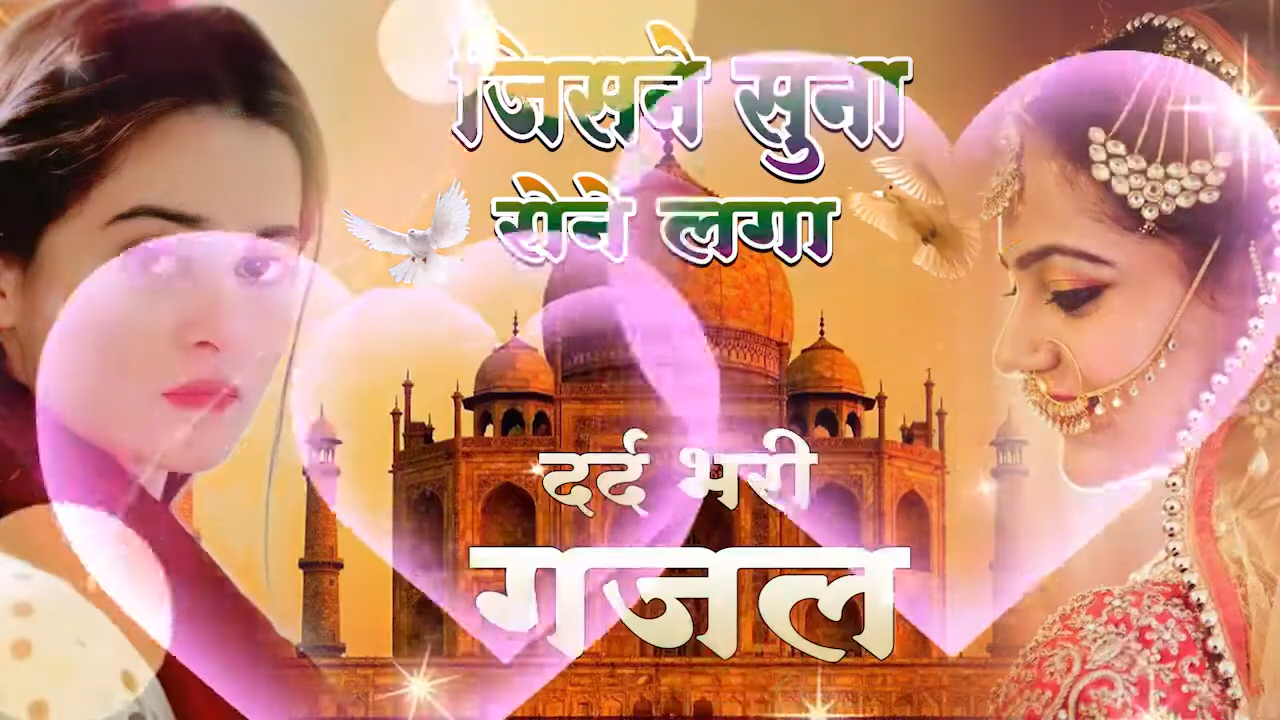 जिसने सुना
रोने लगा
दर्द भरी
गजल